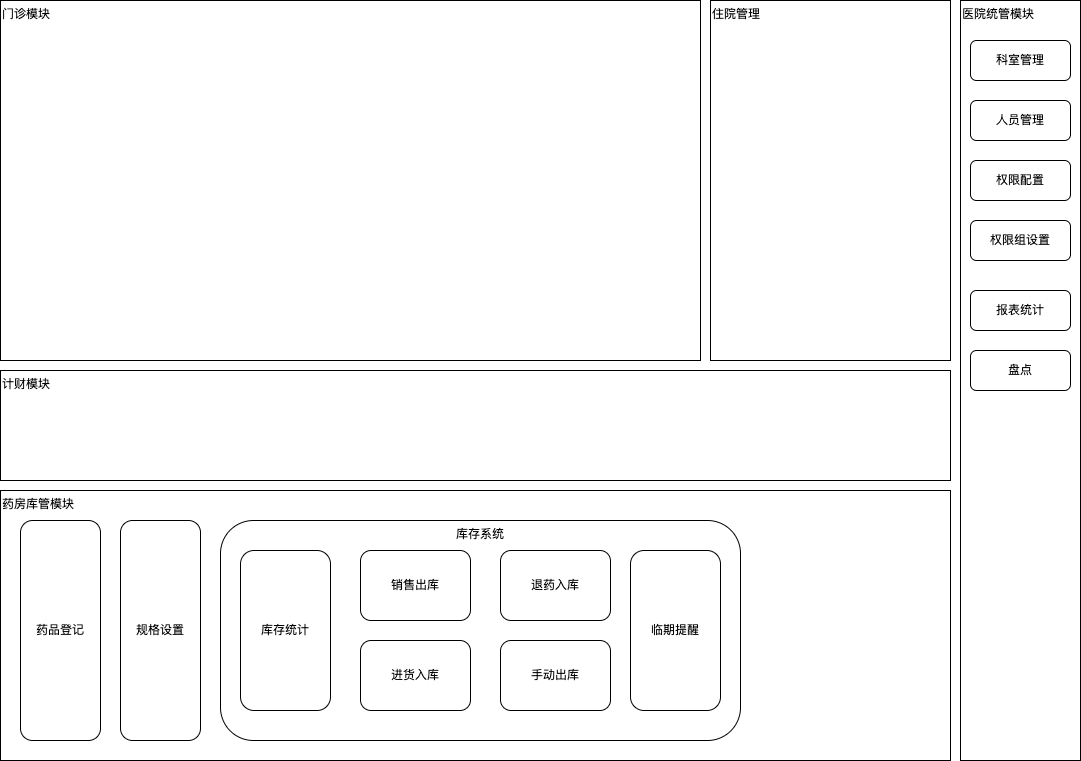 门诊模块
住院管理
医院统管模块
科室管理
人员管理
权限配置
权限组设置
报表统计
盘点
计财模块
药房库管模块
药品登记
规格设置
库存系统
库存统计
销售出库
退药入库
进货入库
手动出库
临期提醒